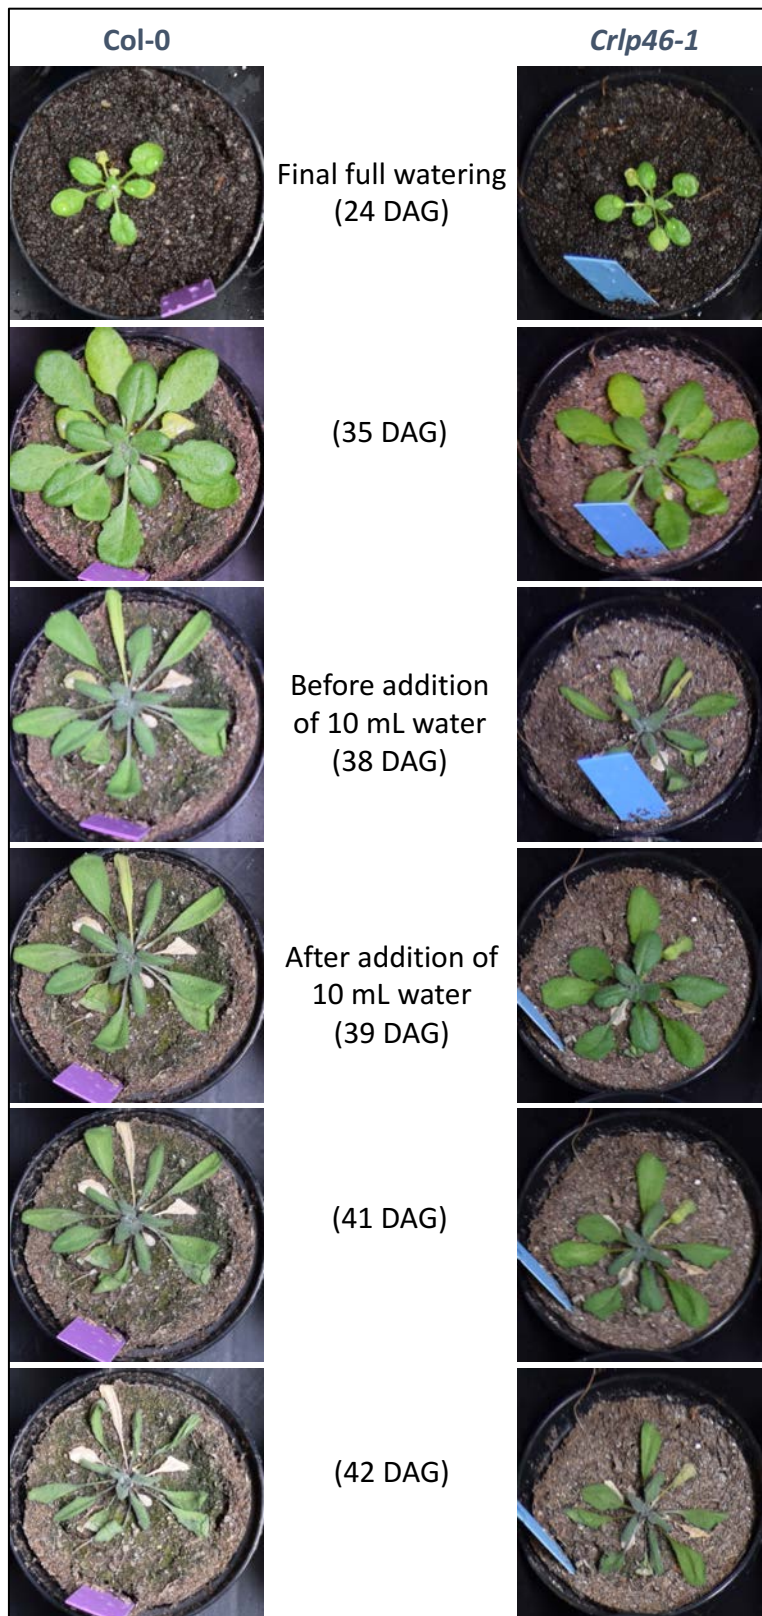 Col-0
Crlp46-1
Final full watering
(24 DAG)
(35 DAG)
Before addition
of 10 mL water
(38 DAG)
After addition of
10 mL water
(39 DAG)
(41 DAG)
(42 DAG)